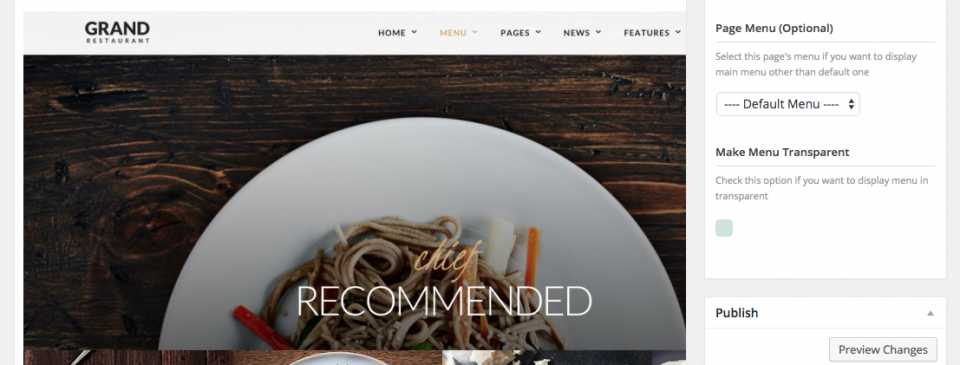 GRAND
RESTAURANT
HOME
MENU
PAGES
NEWS
FEATURES
chief
RECOMMENDED
Page Menu (Optional)
Select this page's menu if you want to display
main menu other than default one
---- Default Menu ----
Make Menu Transparent
Check this option if you want to display menu in
transparent
Publish
Preview Changes